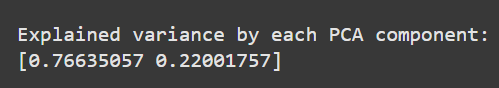 Explained variance by each PCA component:
[0.76635057 0.22001757]